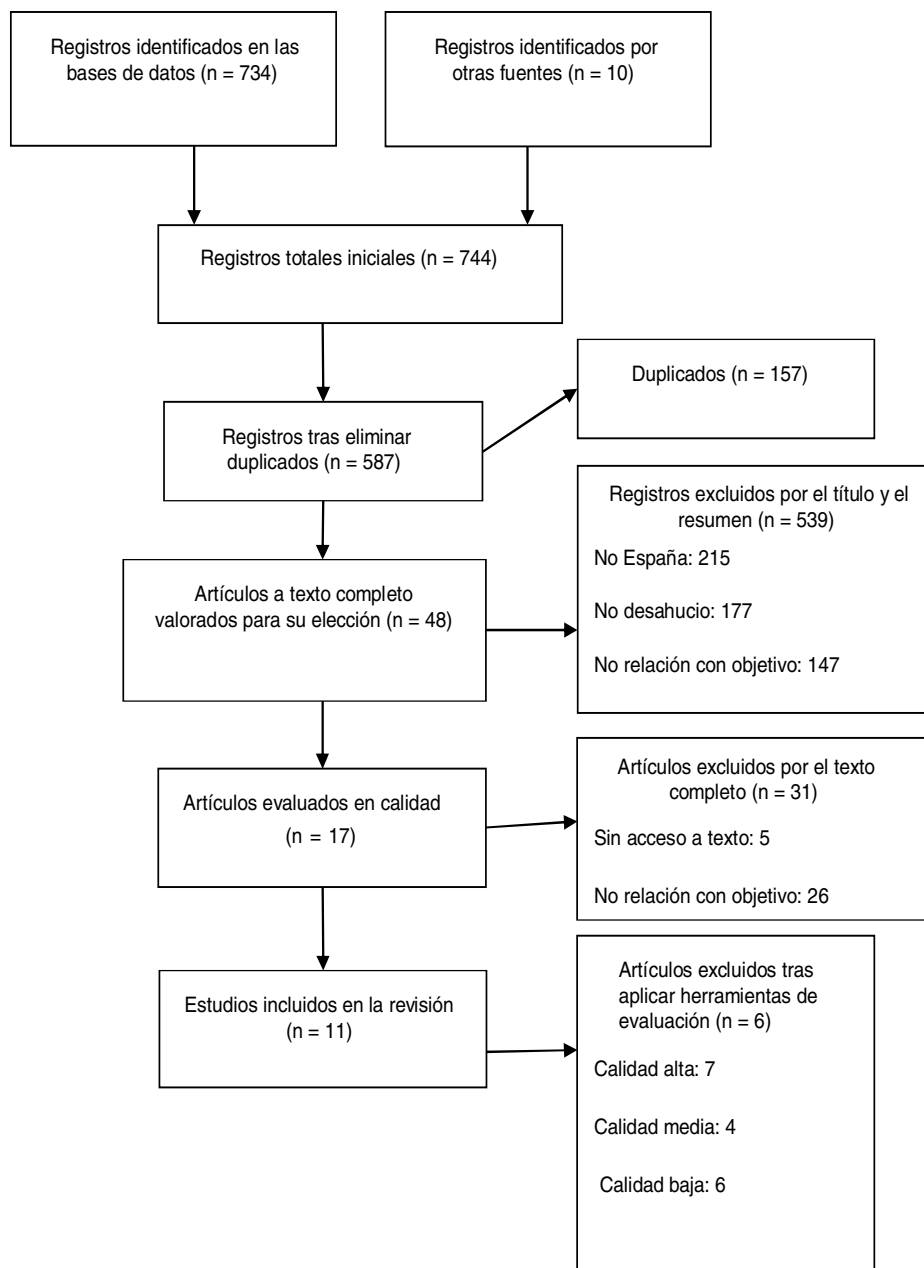 Registros identificados en las
bases de datos (n = 734)
Registros identificados por
otras fuentes (n = 10)
Registros totales iniciales (n = 744)
Duplicados (n = 157)
Registros tras eliminar
duplicados (n = 587)
Registros excluidos por el título y el
resumen (n = 539)
No España: 215
No desahucio: 177
No relación con objetivo: 147
Artículos a texto completo
valorados para su elección (n = 48)
Artículos excluidos por el texto
completo (n = 31)
Sin acceso a texto: 5
No relación con objetivo: 26
Artículos evaluados en calidad
(n = 17)
Artículos excluidos tras
aplicar herramientas de
evaluación (n = 6)
Calidad alta: 7
Calidad media: 4
Calidad baja: 6
Estudios incluidos en la revisión
(n = 11)